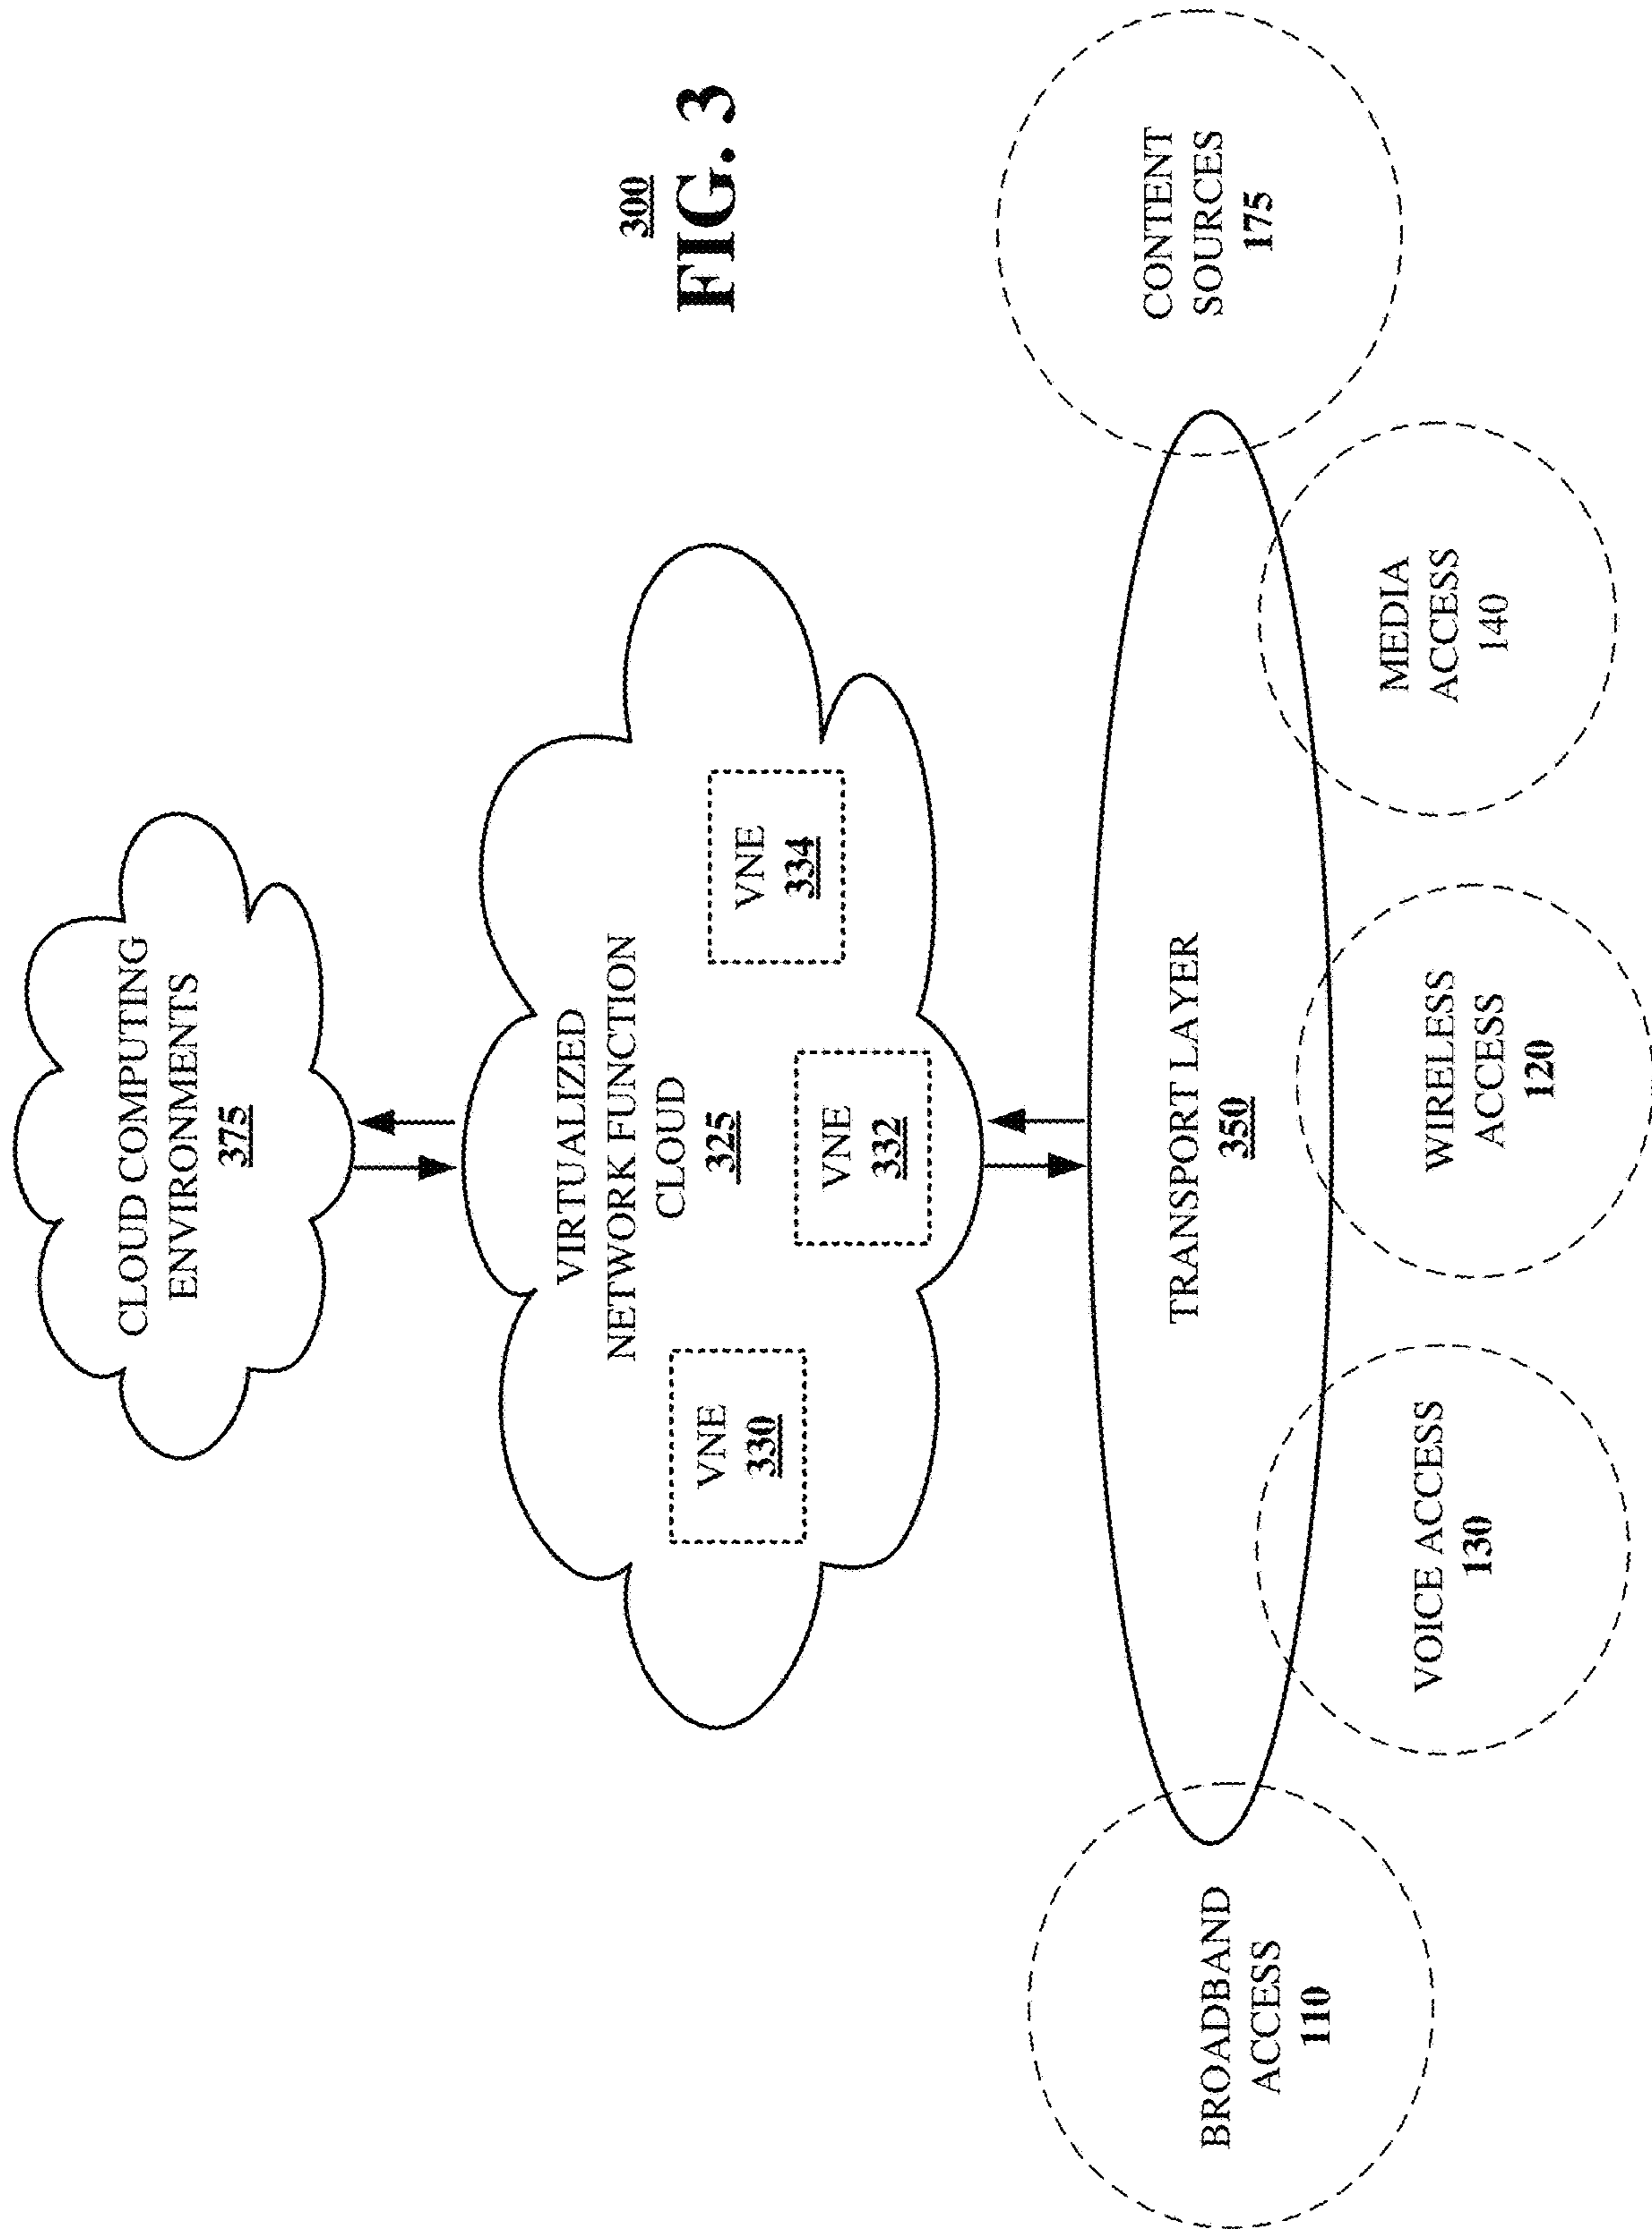 CLOUD COMPUTING
ENVIRONMENTS
375
VIRTUALIZED
NETWORK FUNCTION
CLOUD
325
VNE
330
VNE
332
VNE
334
300
FIG. 3
TRANSPORT LAYER
350
BROADBAND
ACCESS
110
VOICE ACCESS
130
WIRELESS
ACCESS
120
MEDIA
ACCESS
140
CONTENT
SOURCES
175